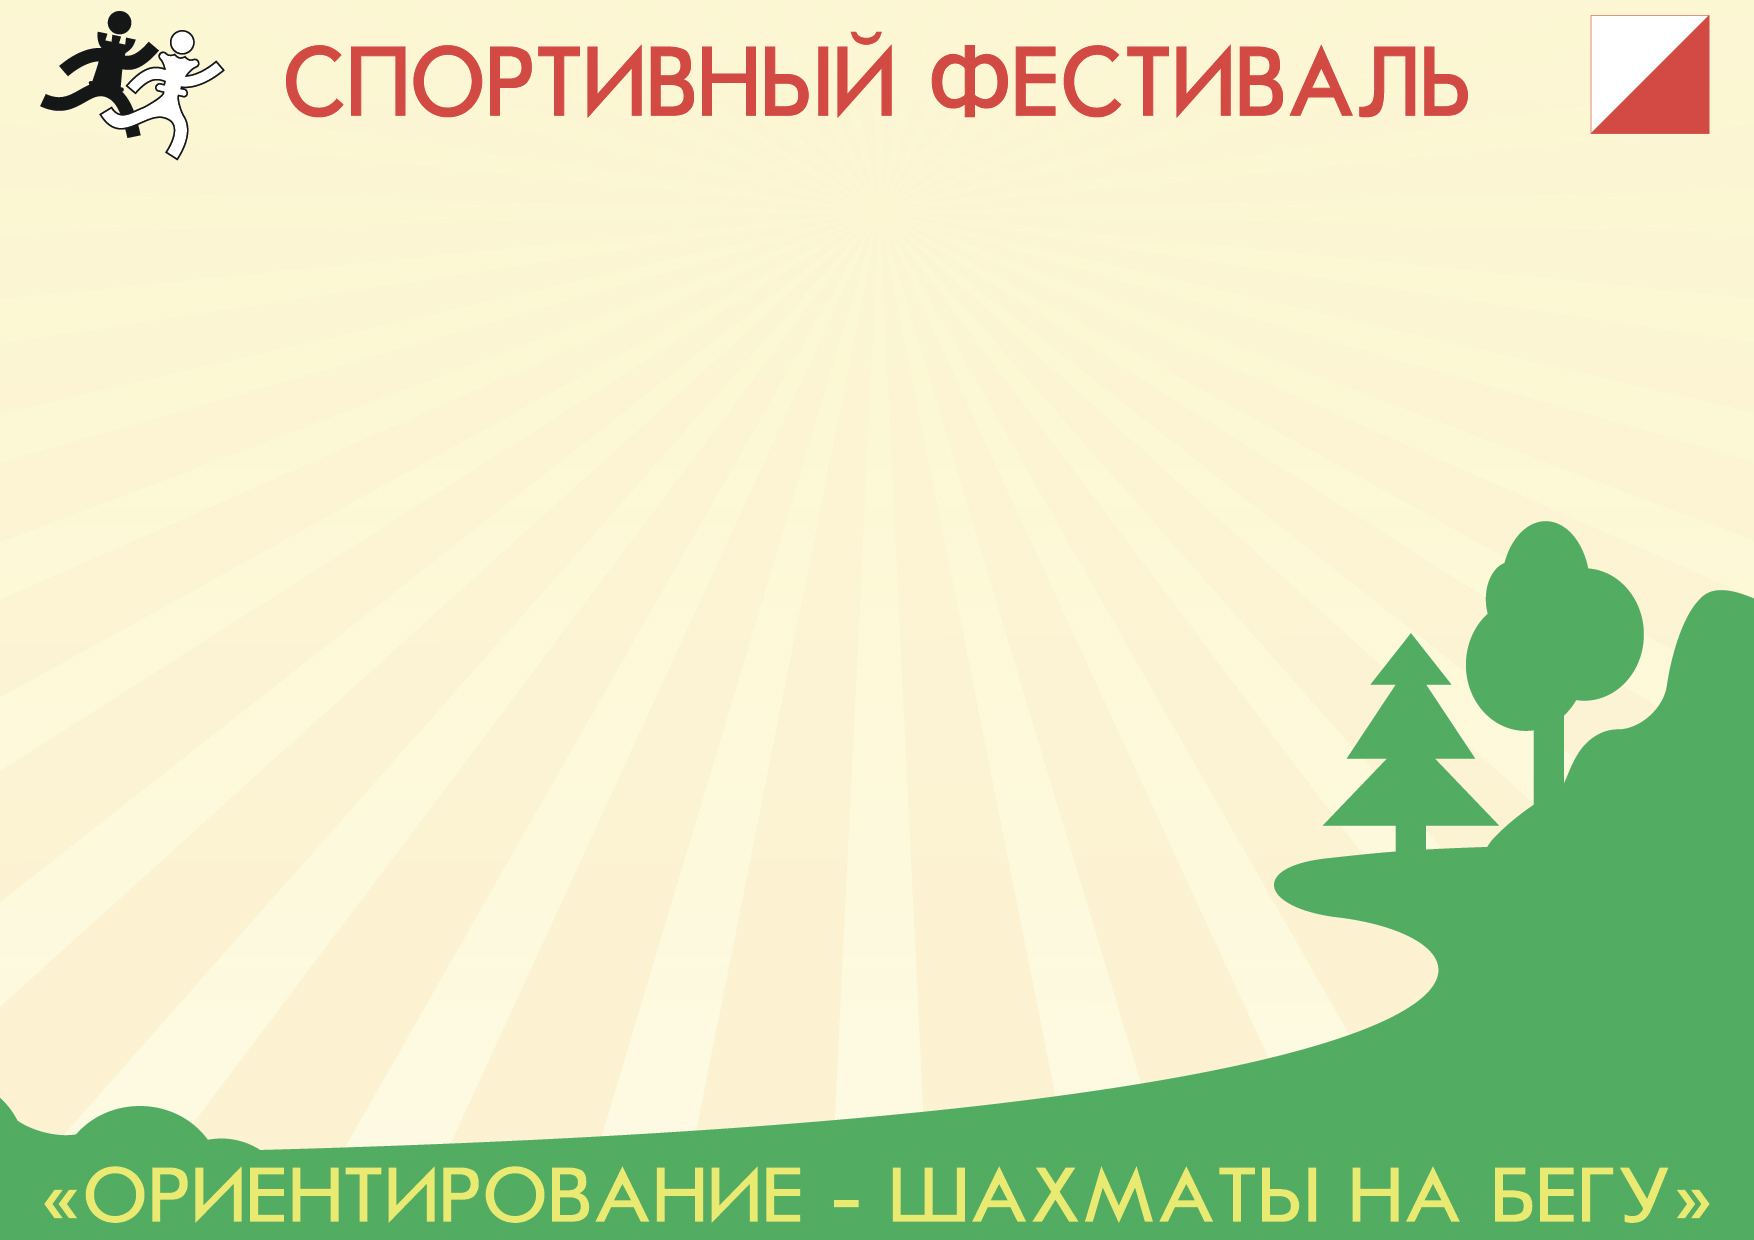 СПОРТИВНЫЙ ФЕСТИВАЛЬ
«ОРИЕНТИРОВАНИЕ – ШАХМАТЫ НА БЕГУ»